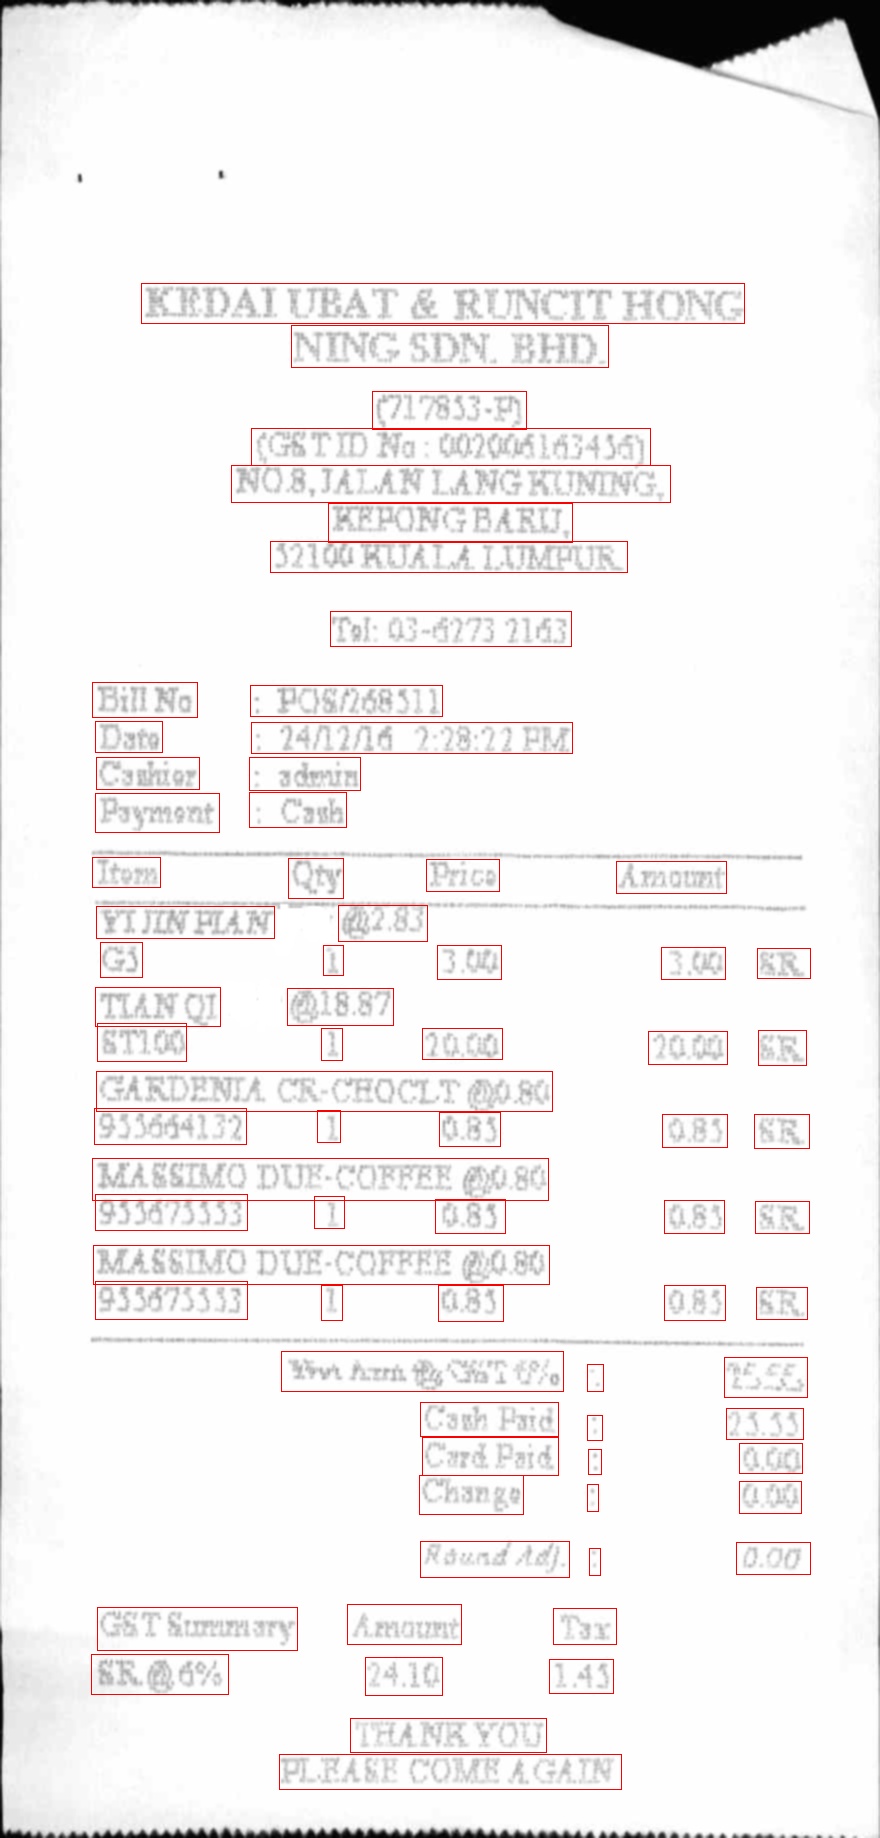 KEDAI UBAT & RUNCIT HONG
NING SDN. BHD.
(717853-P)
(GST ID No : 002006163456)
NO.8, JALAN LANG KUNING,
KEPONG BARU,
52100 KUALA LUMPUR.
Tel: 03-6273 2163
Bill No : POS/268511
Date : 24/12/16 2:28:22 PM
Cashier : admin
Payment : Cash
Item Qty Price Amount
YI JIN PIAN @2.83
G5 1 3.00 3.00 SR
TIAN QI @18.87
ST100 1 20.00 20.00 SR
GARDENIA CR-CHOCLT @0.80
955664132 1 0.85 0.85 SR
MASSIMO DUE-COFFEE @0.80
955675553 1 0.85 0.85 SR
MASSIMO DUE-COFFEE @0.80
955675553 1 0.85 0.85 SR
Amt @ GST 6% : 25.55
Cash Paid : 25.55
Card Paid : 0.00
Change : 0.00
Round Adj. : 0.00
GST Summary Amount Tax
SR @ 6% 24.10 1.45
THANK YOU
PLEASE COME AGAIN